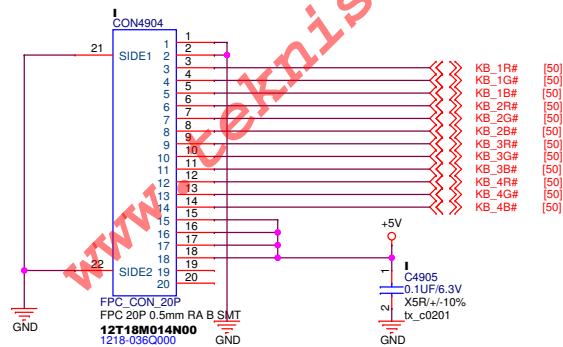 I
CON4904
21 SIDE1
22 SIDE2
1 1
2 2
3 3 KB_1R# [50]
4 4 KB_1G# [50]
5 5 KB_1B# [50]
6 6 KB_2R# [50]
7 7 KB_2G# [50]
8 8 KB_2B# [50]
9 9 KB_3R# [50]
10 10 KB_3G# [50]
11 11 KB_3B# [50]
12 12 KB_4R# [50]
13 13 KB_4G# [50]
14 14 KB_4B# [50]
15 15
16 16
17 17
18 18
19 19
20 20
+5V
1
I
C4905
0.1UF/6.3V
X5R/+/-10%
2 tx_c0201
FPC_CON_20P
FPC 20P 0.5mm RA B SMT
12T18M014N00
1218-036Q000
GND
GND
GND
www.teknis